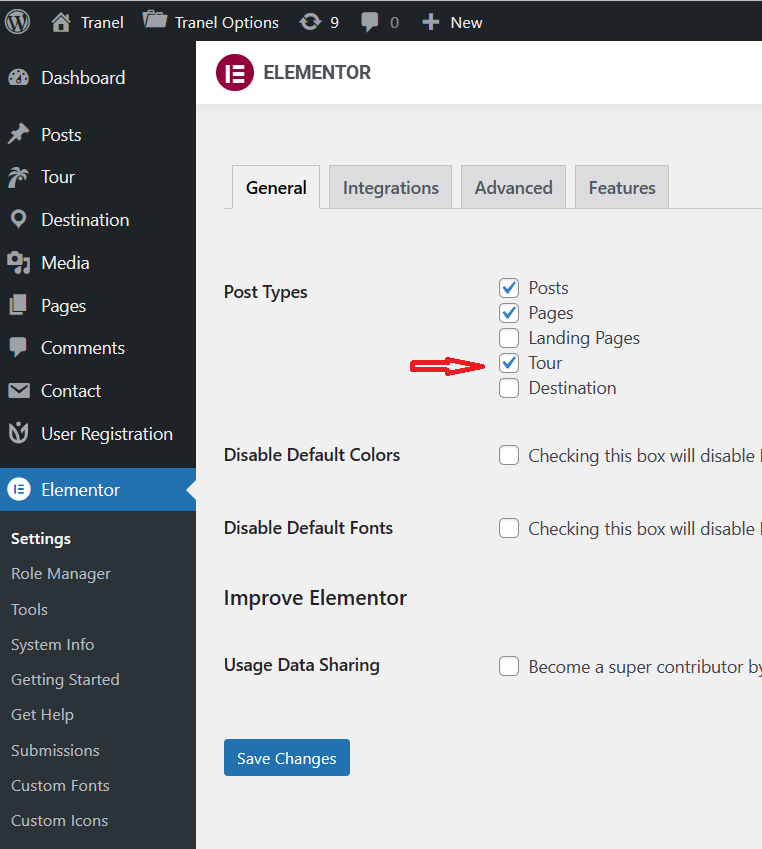 Tranel
Tranel Options
9
0
New
Dashboard
Posts
Tour
Destination
Media
Pages
Comments
Contact
User Registration
Elementor
Settings
Role Manager
Tools
System Info
Getting Started
Get Help
Submissions
Custom Fonts
Custom Icons
ELEMENTOR
General
Integrations
Advanced
Features
Post Types
Posts
Pages
Landing Pages
Tour
Destination
Disable Default Colors
Checking this box will disable
Disable Default Fonts
Checking this box will disable
Improve Elementor
Usage Data Sharing
Become a super contributor by
Save Changes